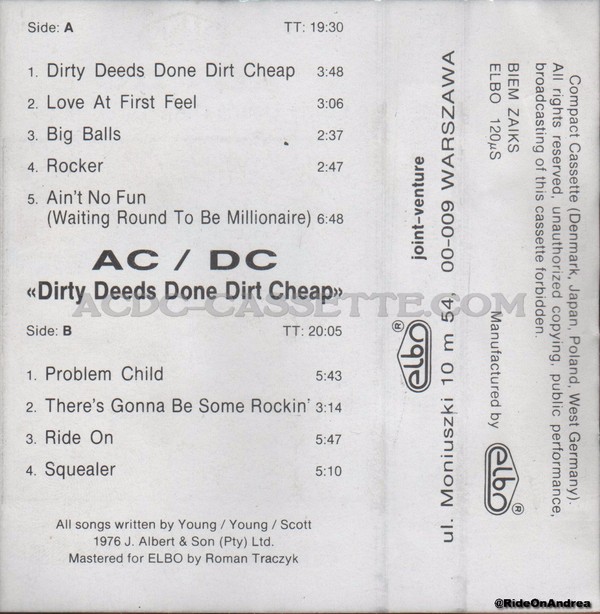 Side: A TT: 19:30
1. Dirty Deeds Done Dirt Cheap 3:48
2. Love At First Feel 3:06
3. Big Balls 2:37
4. Rocker 2:47
5. Ain't No Fun
(Waiting Round To Be Millionaire) 6:48
AC / DC
«Dirty Deeds Done Dirt Cheap»
ACDC-CASSETTE.COM
Side: B TT: 20:05
1. Problem Child 5:43
2. There's Gonna Be Some Rockin' 3:14
3. Ride On 5:47
4. Squealer 5:10
All songs written by Young / Young / Scott
1976 J. Albert & Son (Pty) Ltd.
Mastered for ELBO by Roman Traczyk
joint-venture
elbo®
ul. Moniuszki 10 m 54, 00-009 WARSZAWA
Compact Cassette (Denmark, Japan, Poland, West Germany).
All rights reserved, unauthorized copying, public performance,
broadcasting of this cassette forbidden.
BIEM ZAIKS
ELBO 120µS
Manufactured by elbo®
@RideOnAndrea